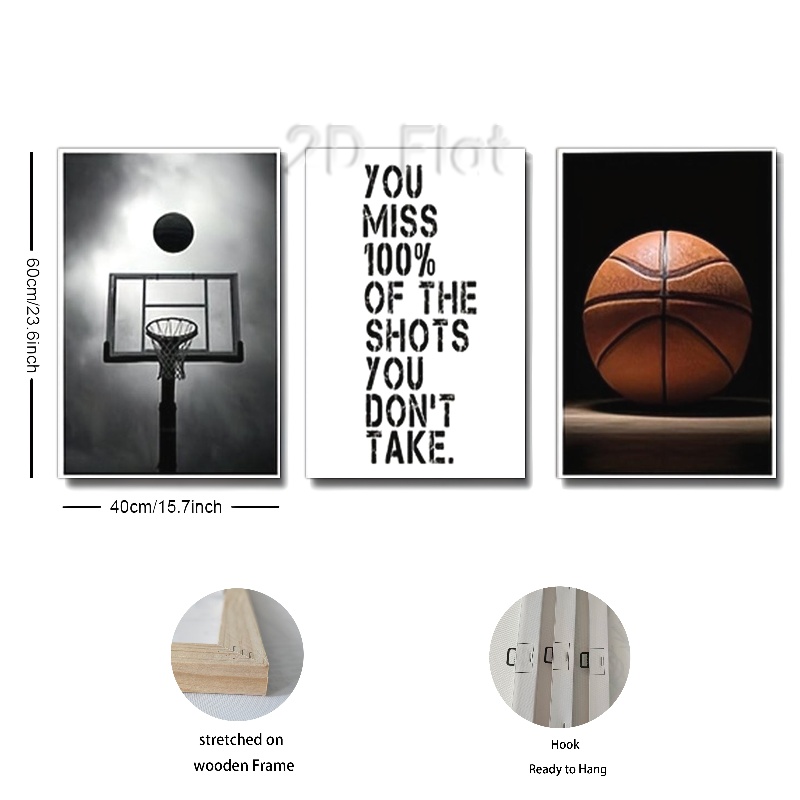 2D Flat
YOU
MISS
100%
OF THE
SHOTS
YOU
DON'T
TAKE.
60cm/23.6inch
40cm/15.7inch
stretched on
wooden Frame
Hook
Ready to Hang